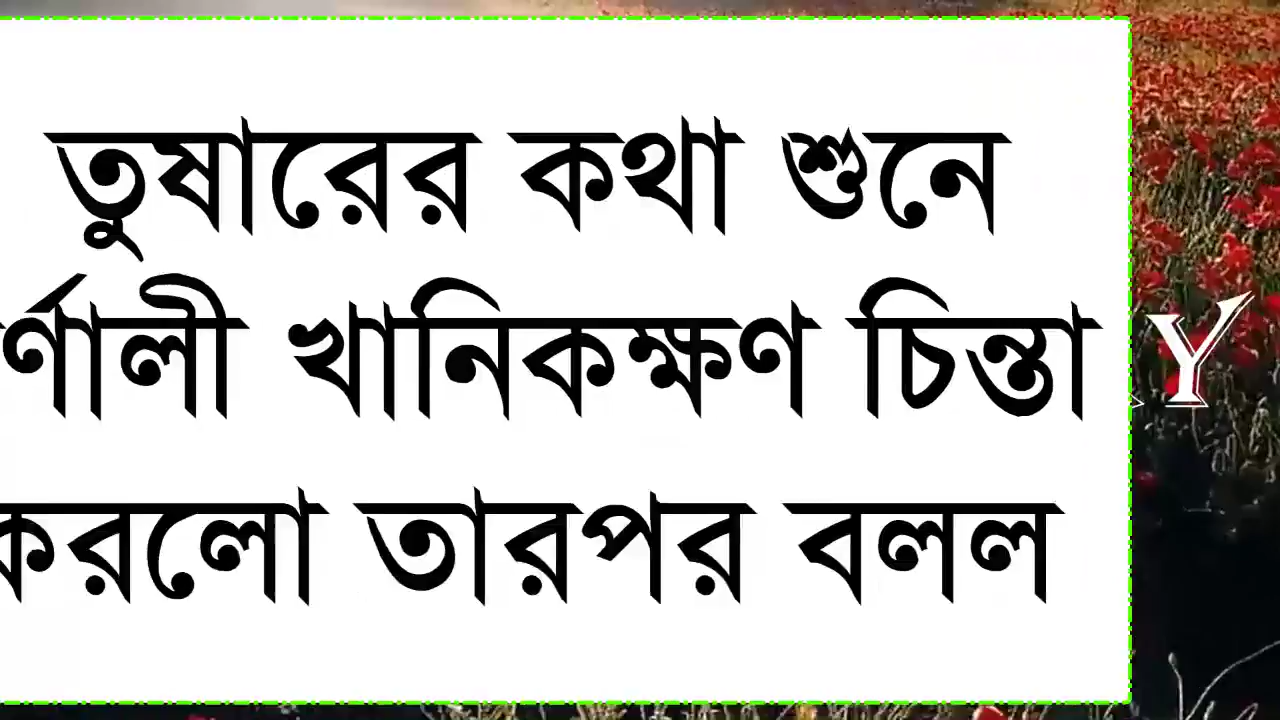 তুষারের কথা শুনে
র্ণালী খানিকক্ষণ চিন্তা
করলো তারপর বলল
Y